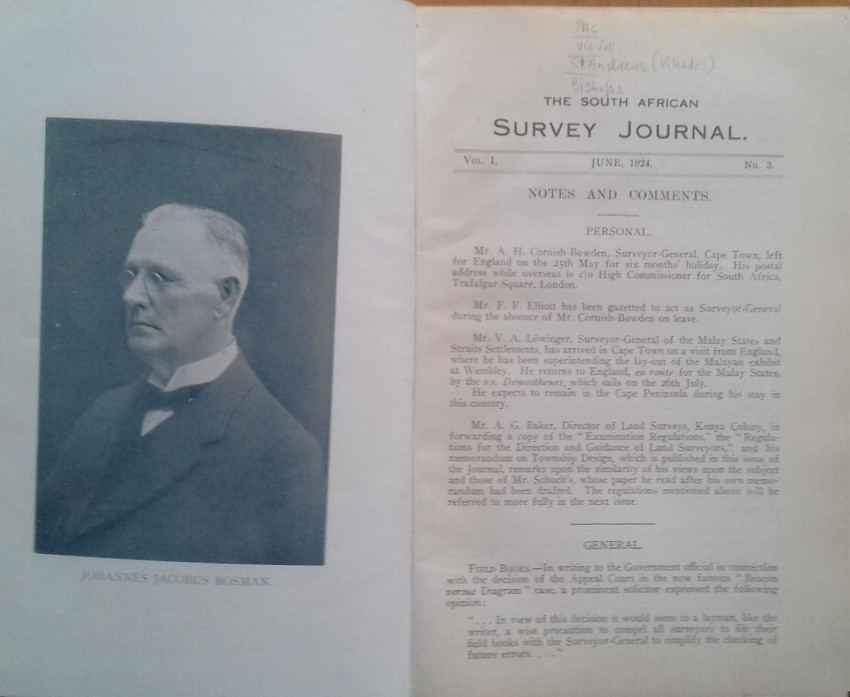 JOHANNES JACOBUS BOSMAN.
SAC
Vic Coll
St Andrews (Rhodes)
Bishops
THE SOUTH AFRICAN
SURVEY JOURNAL.
VOL. I. JUNE, 1924. No. 3.
NOTES AND COMMENTS.
PERSONAL.
Mr. A. H. Cornish-Bowden, Surveyor-General, Cape Town, left
for England on the 25th May for six months' holiday. His postal
address while overseas is c/o High Commissioner for South Africa,
Trafalgar Square, London.
Mr. F. F. Elliott has been gazetted to act as Surveyor-General
during the absence of Mr. Cornish-Bowden on leave.
Mr. V. A. Löwinger, Surveyor-General of the Malay States and
Straits Settlements, has arrived in Cape Town on a visit from England,
where he has been superintending the lay-out of the Malayan exhibit
at Wembley. He returns to England, en route for the Malay States,
by the s.s. Demosthenes, which sails on the 26th July.
He expects to remain in the Cape Peninsula during his stay in
this country.
Mr. A. G. Baker, Director of Land Surveys, Kenya Colony, in
forwarding a copy of the "Examination Regulations," the "Regula-
tions for the Direction and Guidance of Land Surveyors," and his
memorandum on Township Design, which is published in this issue of
the Journal, remarks upon the similarity of his views upon the subject
and those of Mr. Schoch's, whose paper he read after his own memo-
randum had been drafted. The regulations mentioned above will be
referred to more fully in the next issue.
GENERAL.
FIELD BOOKS.—In writing to the Government official in connection
with the decision of the Appeal Court in the now famous "Beacon
versus Diagram" case, a prominent solicitor expressed the following
opinion:
". . . In view of this decision it would seem to a layman, like the
writer, a wise precaution to compel all surveyors to file their
field books with the Surveyor-General to simplify the checking of
future errors. . . ."